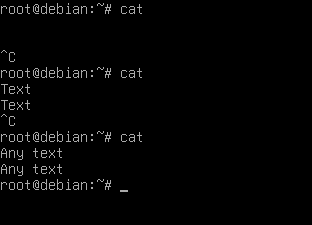 root@debian:~# cat
^C
root@debian:~# cat
Text
Text
^C
root@debian:~# cat
Any text
Any text
root@debian:~# _